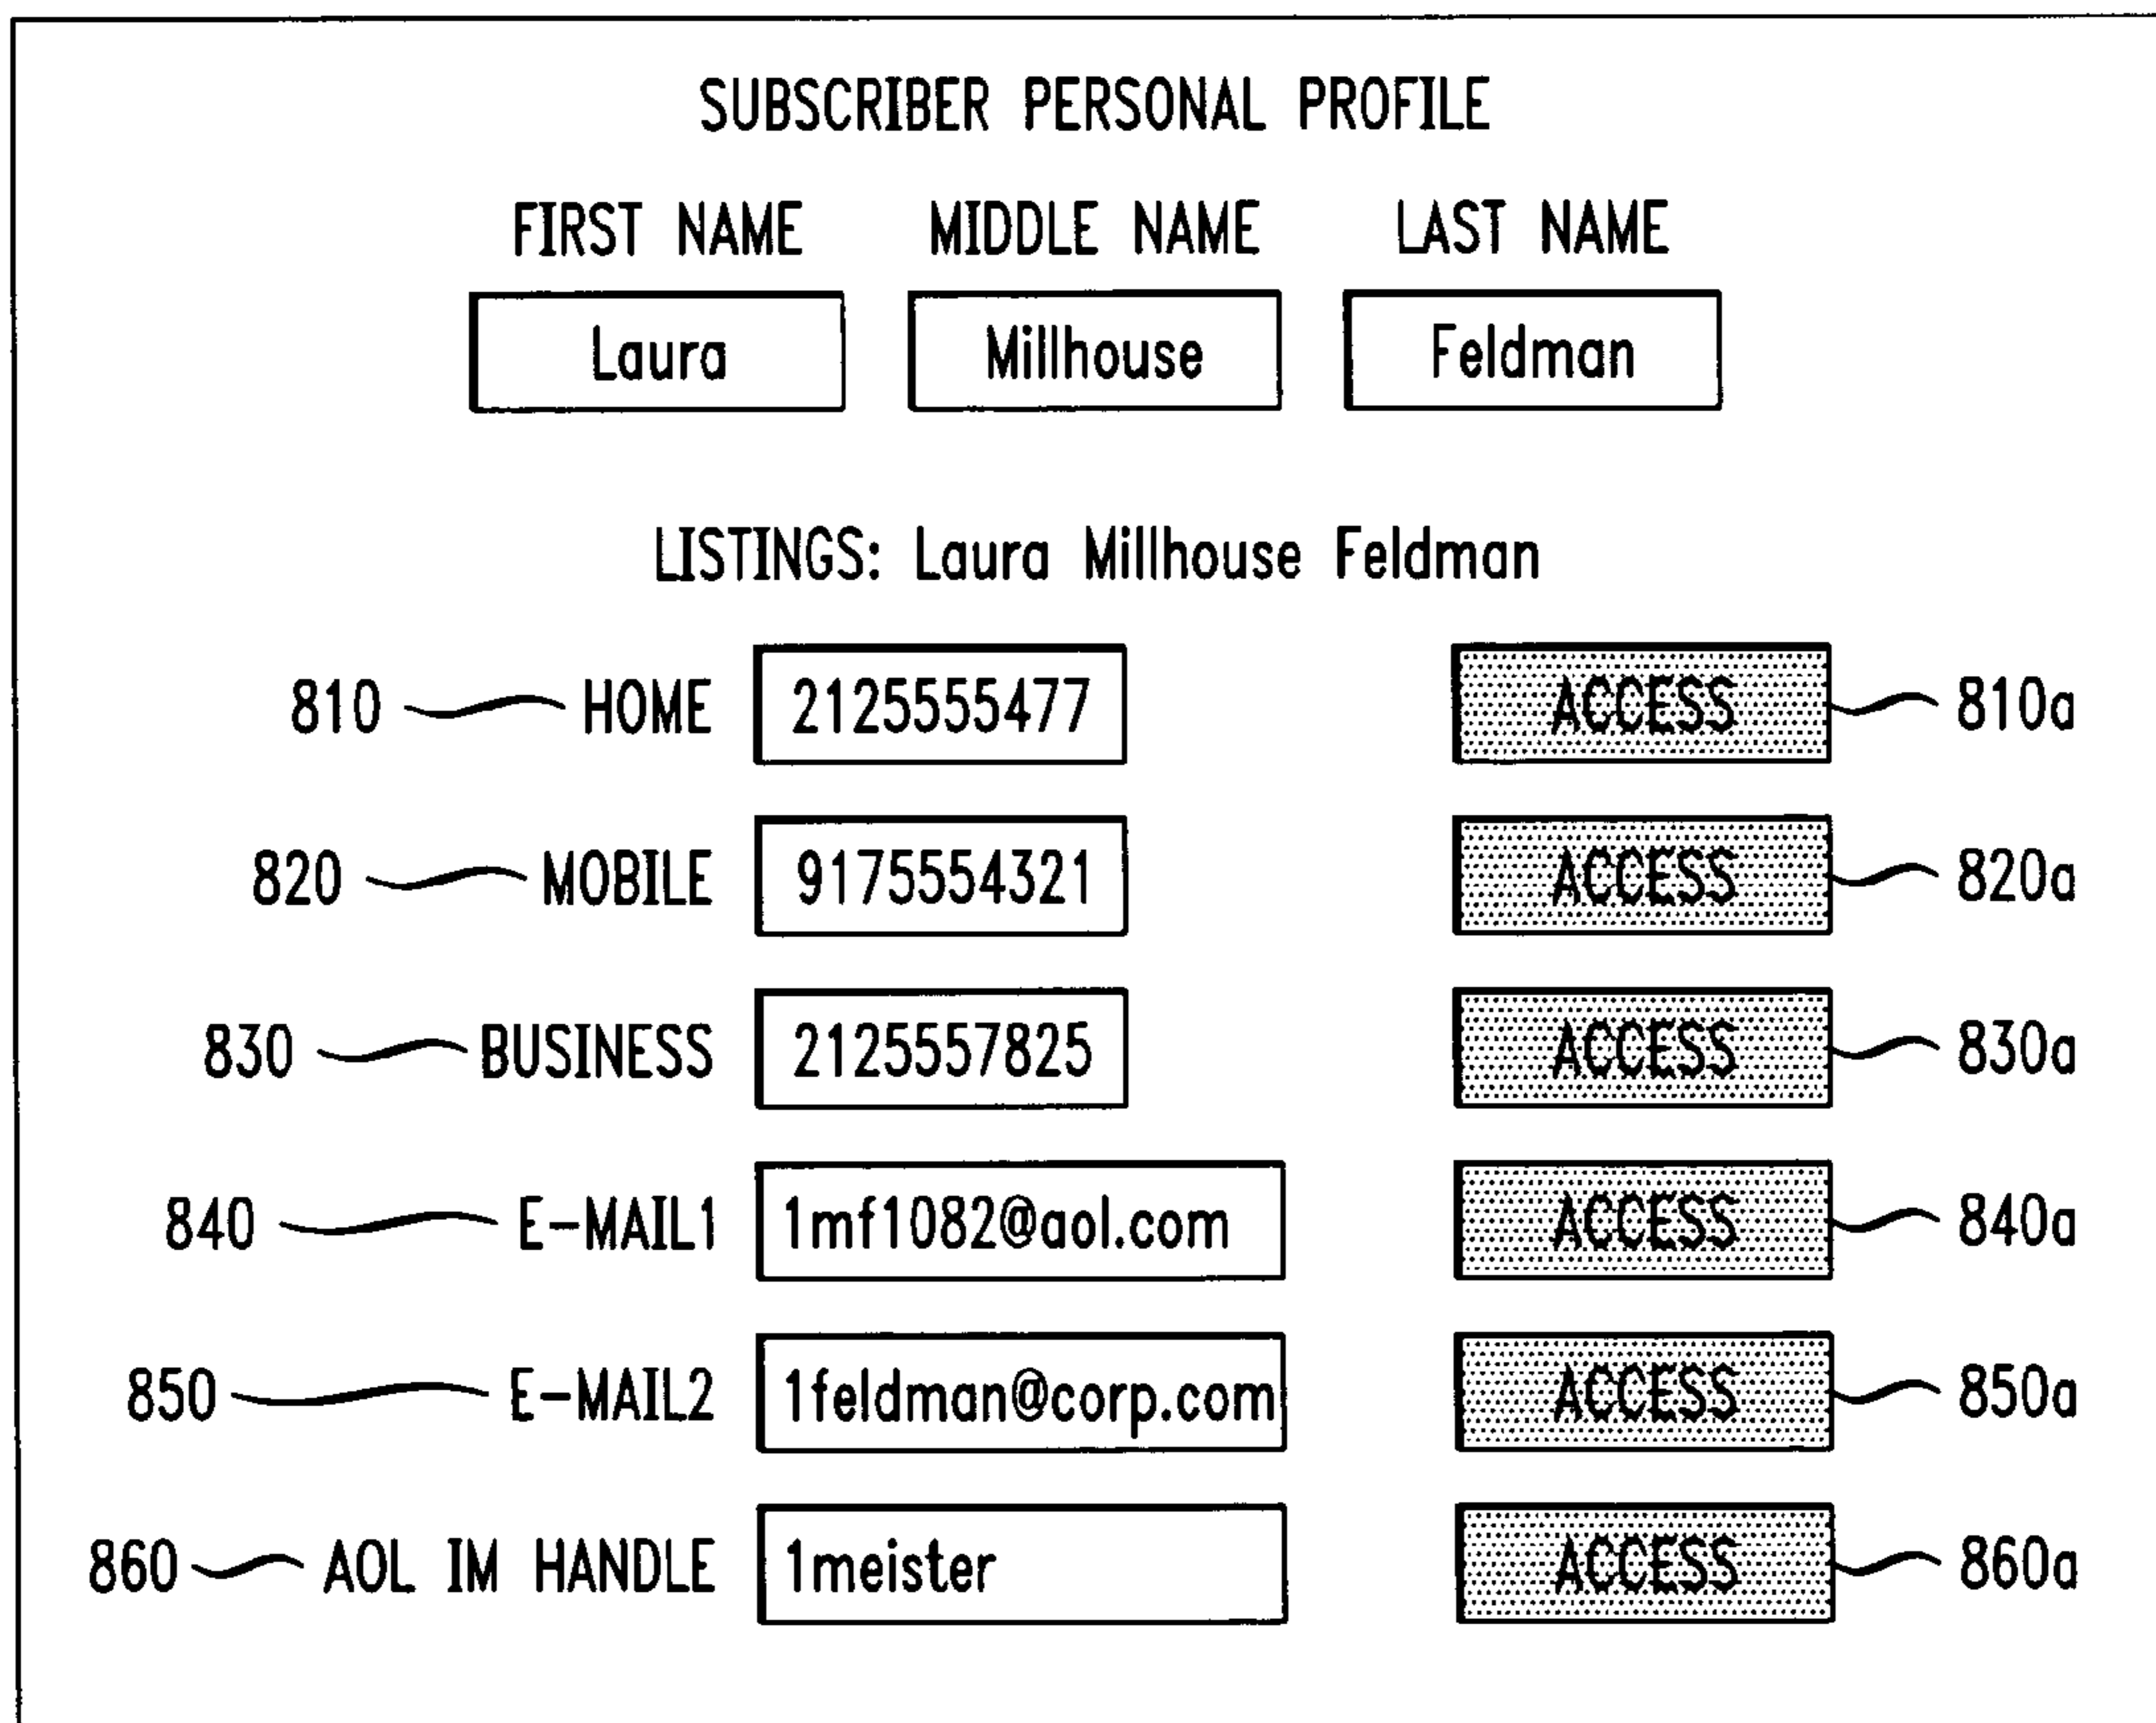 SUBSCRIBER PERSONAL PROFILE
FIRST NAME MIDDLE NAME LAST NAME
Laura Millhouse Feldman
LISTINGS: Laura Millhouse Feldman
810 HOME 2125555477 ACCESS 810a
820 MOBILE 9175554321 ACCESS 820a
830 BUSINESS 2125557825 ACCESS 830a
840 E-MAIL1 1mf1082@aol.com ACCESS 840a
850 E-MAIL2 1feldman@corp.com ACCESS 850a
860 AOL IM HANDLE 1meister ACCESS 860a